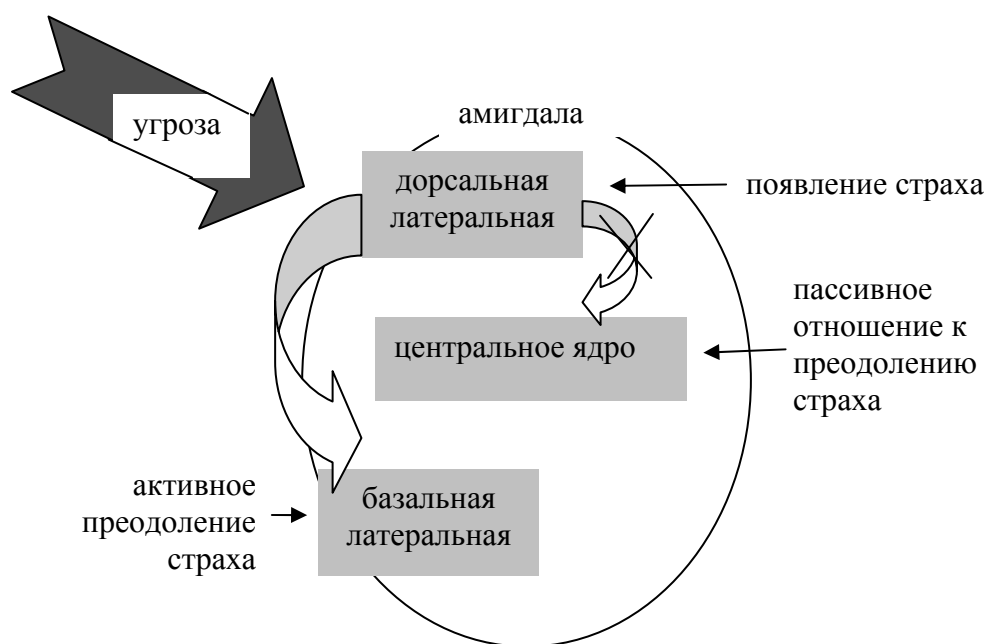 угроза
амигдала
дорсальная
латеральная
появление страха
пассивное
отношение к
преодолению
страха
центральное ядро
активное
преодоление
страха
базальная
латеральная